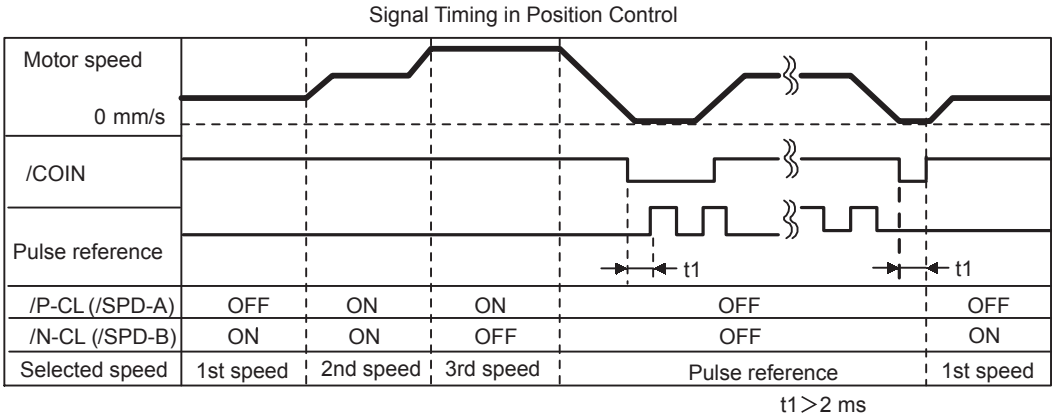 Signal Timing in Position Control
Motor speed
0 mm/s
/COIN
Pulse reference
t1 t1
/P-CL (/SPD-A) OFF ON ON OFF OFF
/N-CL (/SPD-B) ON ON OFF OFF ON
Selected speed 1st speed 2nd speed 3rd speed Pulse reference 1st speed
t1＞2 ms